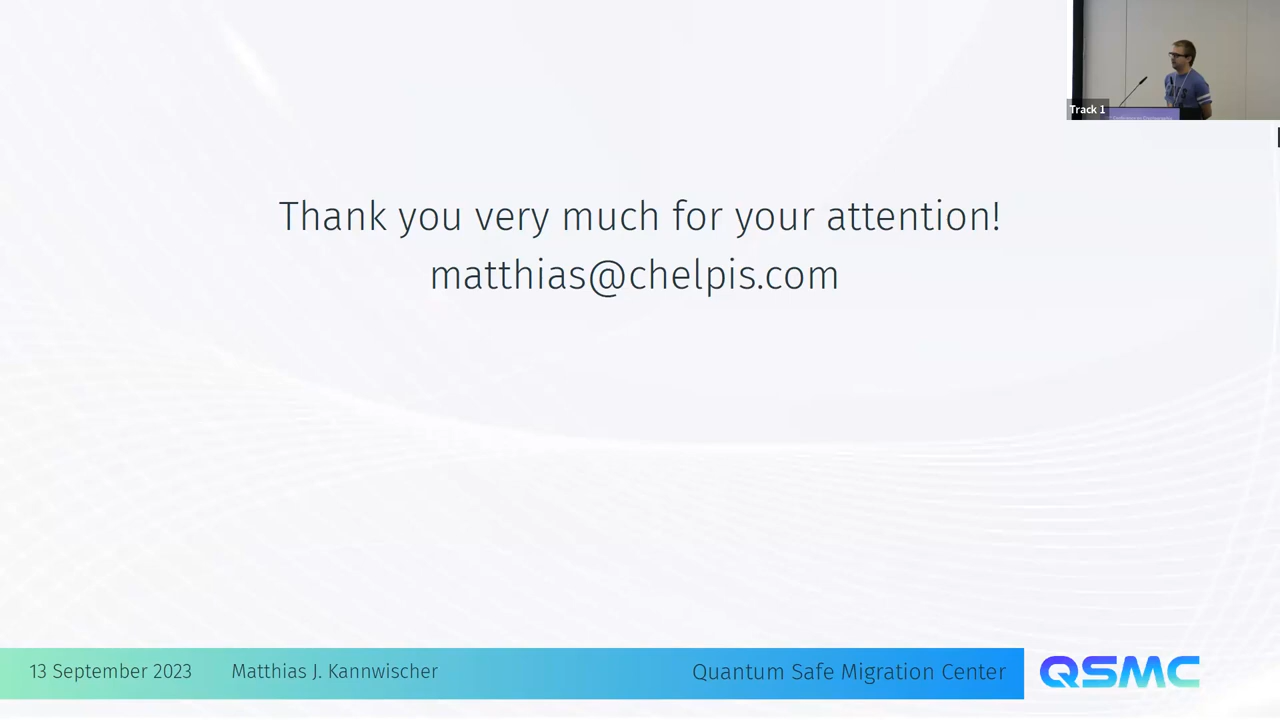 Track 1
Thank you very much for your attention!
matthias@chelpis.com
13 September 2023 Matthias J. Kannwischer Quantum Safe Migration Center QSMC